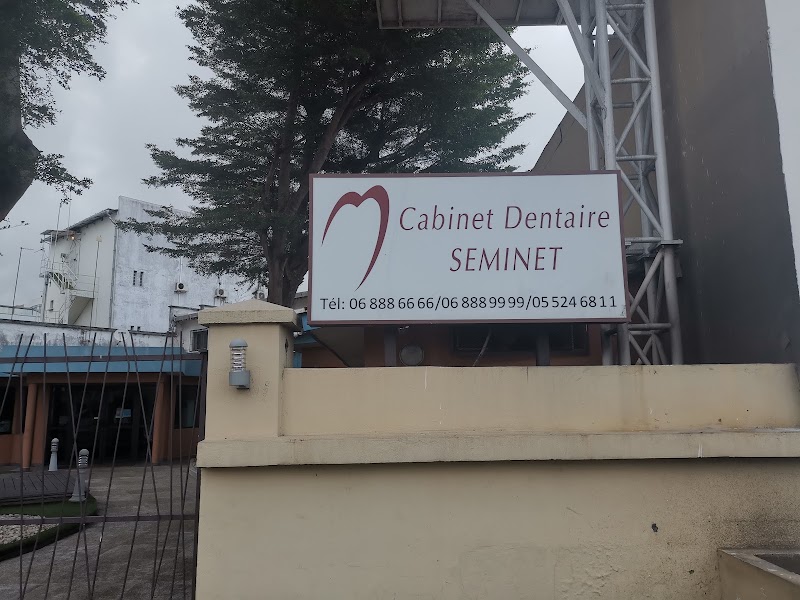 Cabinet Dentaire
SEMINET
Tél: 06 888 66 66/06 888 99 99/05 524 68 11